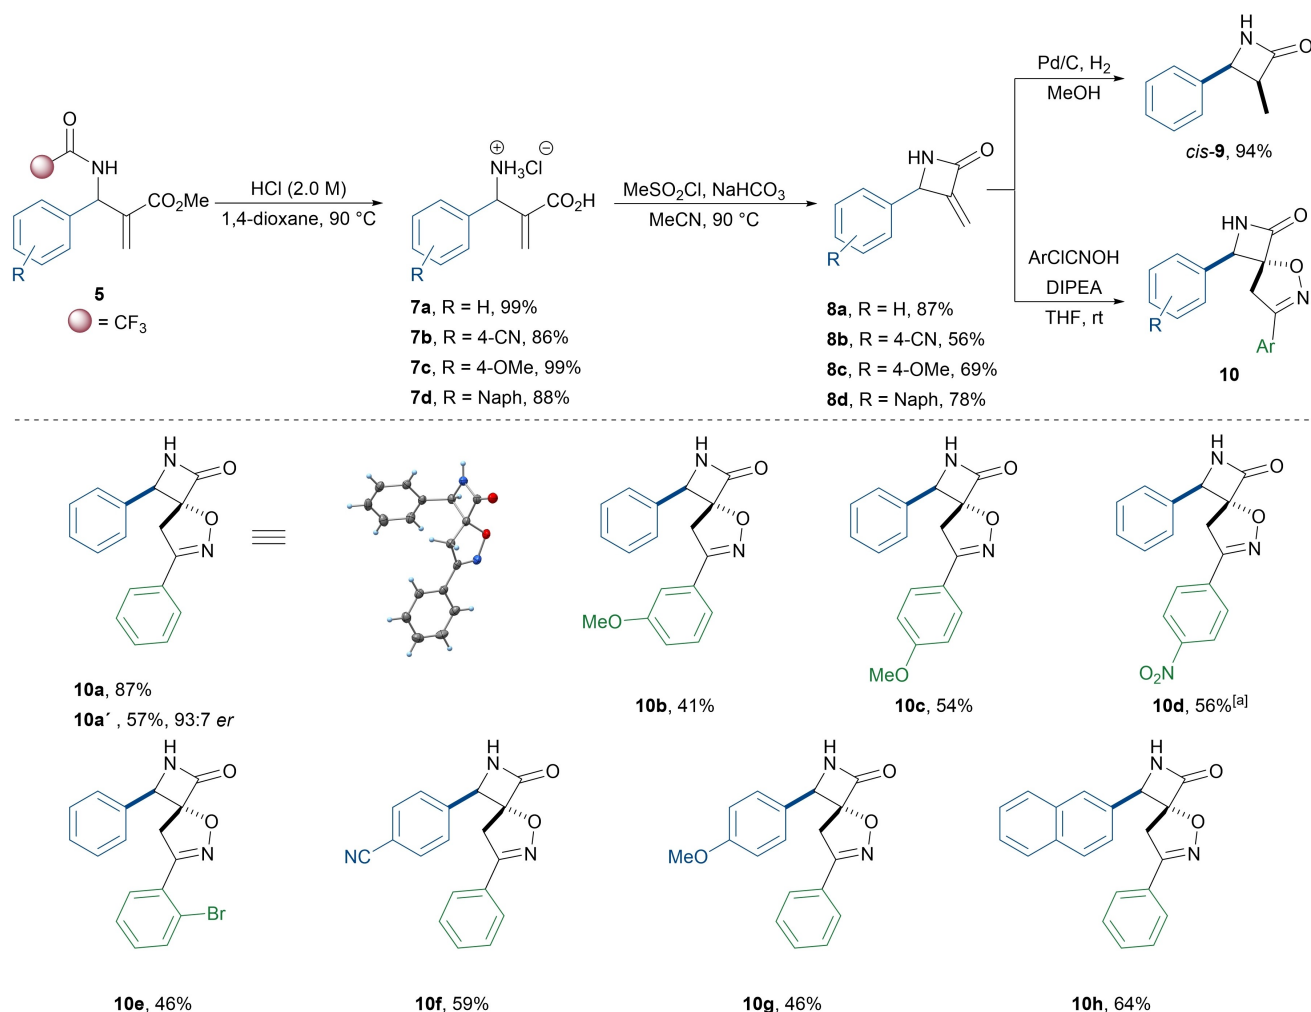 O
NH
CO₂Me
R
5
= CF₃
HCl (2.0 M)
1,4-dioxane, 90 °C
⊕ ⊖
NH₃Cl
CO₂H
R
7a, R = H, 99%
7b, R = 4-CN, 86%
7c, R = 4-OMe, 99%
7d, R = Naph, 88%
MeSO₂Cl, NaHCO₃
MeCN, 90 °C
HN
O
R
8a, R = H, 87%
8b, R = 4-CN, 56%
8c, R = 4-OMe, 69%
8d, R = Naph, 78%
Pd/C, H₂
MeOH
H
N
O
cis-9, 94%
ArClCNOH
DIPEA
THF, rt
HN
O
O
N
R
Ar
10
H
N
O
O
N
10a, 87%
10a´ , 57%, 93:7 er
H
N
O
O
N
MeO
10b, 41%
H
N
O
O
N
MeO
10c, 54%
H
N
O
O
N
O₂N
10d, 56%[a]
H
N
O
O
N
Br
10e, 46%
H
N
O
O
N
NC
10f, 59%
H
N
O
O
N
MeO
10g, 46%
H
N
O
O
N
10h, 64%